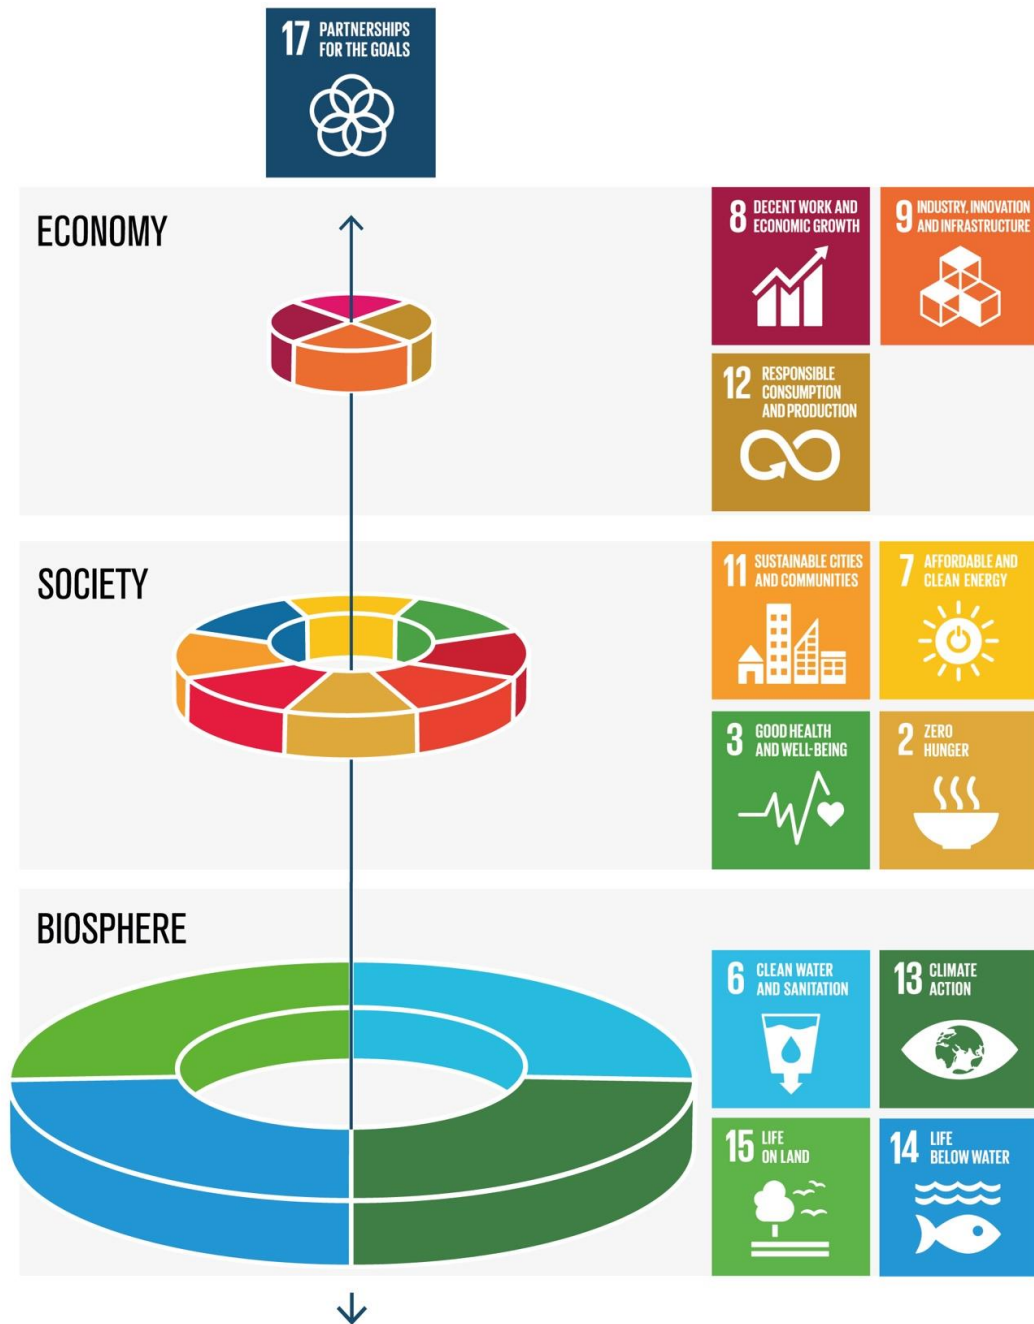 17 PARTNERSHIPS
FOR THE GOALS
ECONOMY
8 DECENT WORK AND
ECONOMIC GROWTH
9 INDUSTRY, INNOVATION
AND INFRASTRUCTURE
12 RESPONSIBLE
CONSUMPTION
AND PRODUCTION
SOCIETY
11 SUSTAINABLE CITIES
AND COMMUNITIES
7 AFFORDABLE AND
CLEAN ENERGY
3 GOOD HEALTH
AND WELL-BEING
2 ZERO
HUNGER
BIOSPHERE
6 CLEAN WATER
AND SANITATION
13 CLIMATE
ACTION
15 LIFE
ON LAND
14 LIFE
BELOW WATER